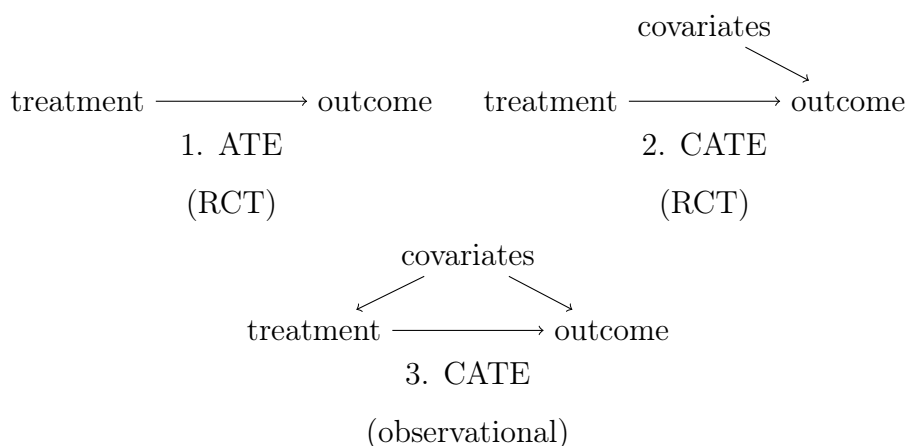 covariates
treatment outcome treatment outcome
1. ATE 2. CATE
(RCT) (RCT)
covariates
treatment outcome
3. CATE
(observational)